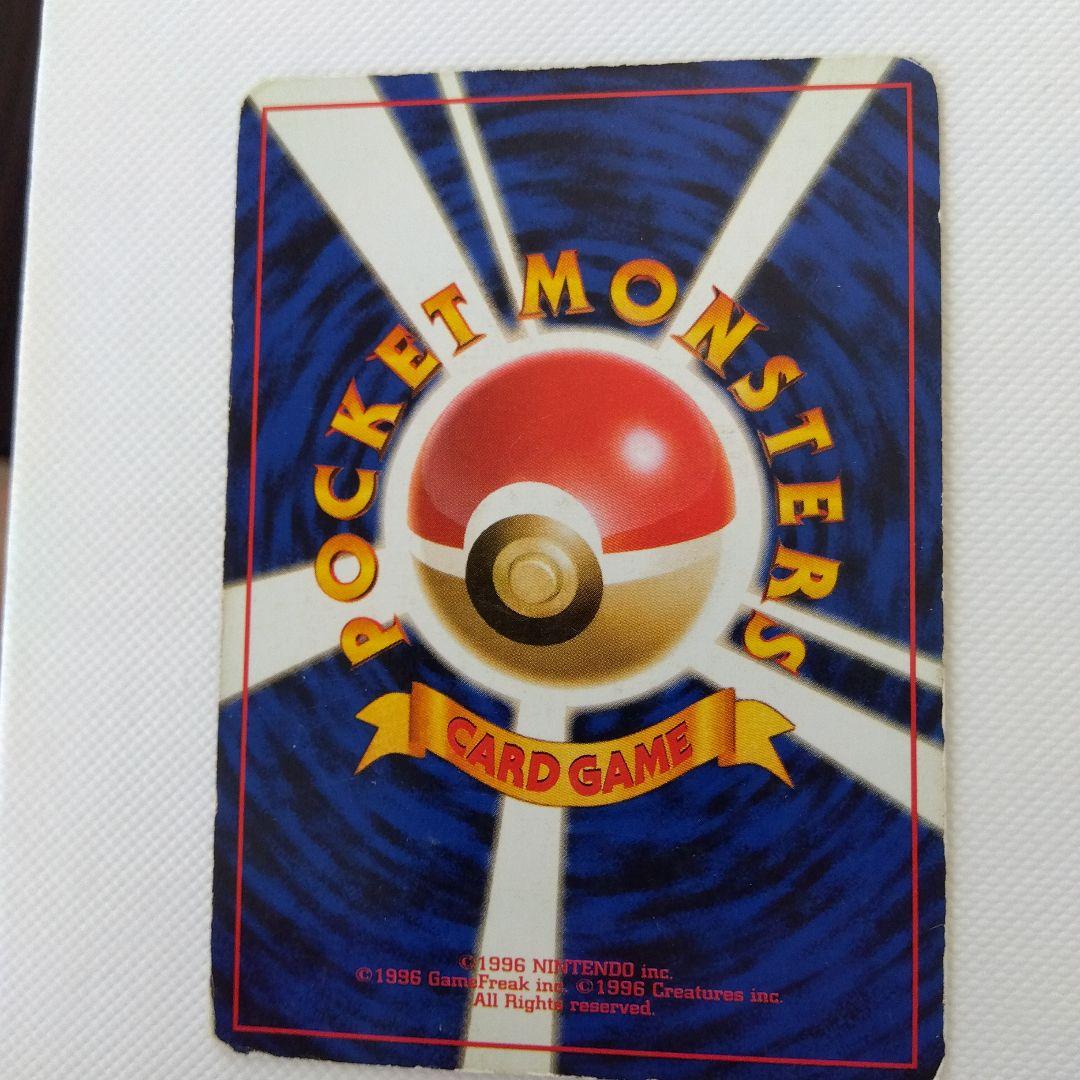 POCKET MONSTERS
CARD GAME
©1996 NINTENDO inc.
©1996 GameFreak inc. ©1996 Creatures inc.
All Rights reserved.